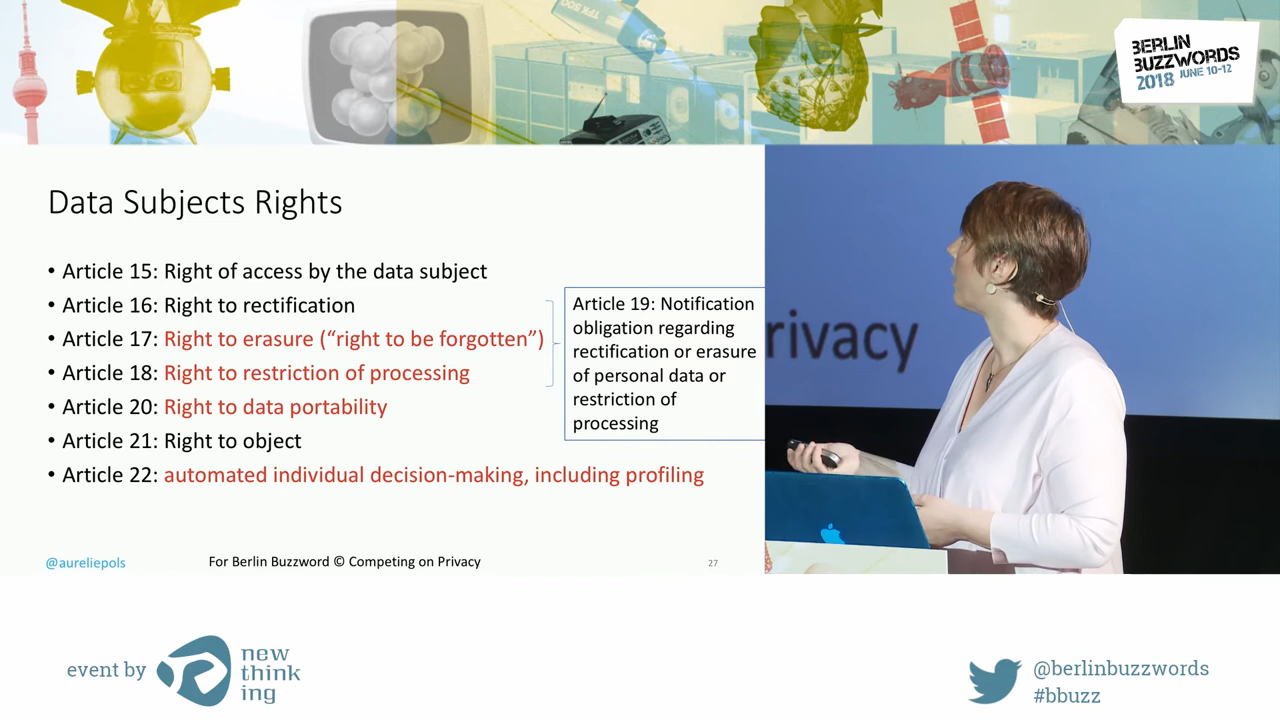 TFK 500
BERLIN
BUZZWORDS
2018 JUNE 10-12
Data Subjects Rights
• Article 15: Right of access by the data subject
• Article 16: Right to rectification
• Article 17: Right to erasure (“right to be forgotten”)
• Article 18: Right to restriction of processing
• Article 20: Right to data portability
• Article 21: Right to object
• Article 22: automated individual decision-making, including profiling
Article 19: Notification
obligation regarding
rectification or erasure
of personal data or
restriction of
processing
rivacy
@aureliepols
For Berlin Buzzword © Competing on Privacy
27
event by
new
think
ing
@berlinbuzzwords
#bbuzz